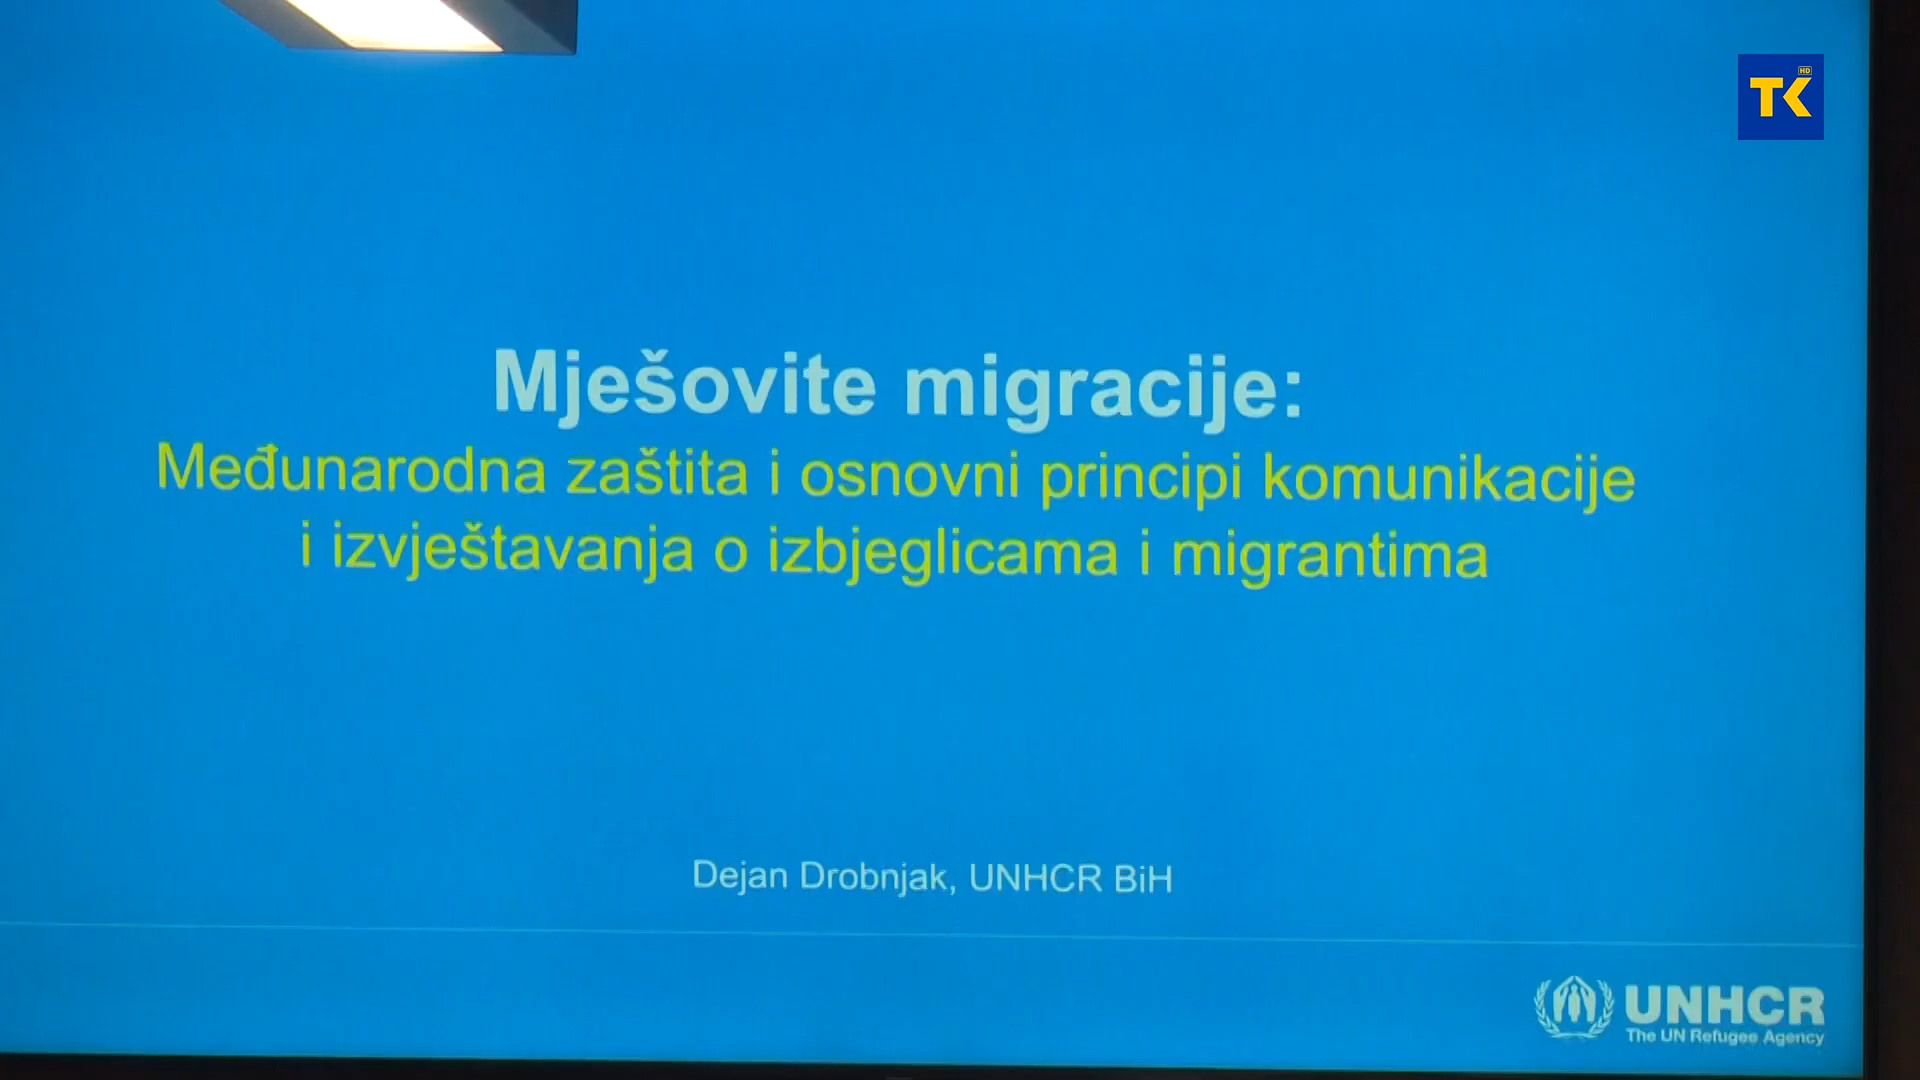 TK HD
Mješovite migracije:
Međunarodna zaštita i osnovni principi komunikacije
i izvještavanja o izbjeglicama i migrantima
Dejan Drobnjak, UNHCR BiH
UNHCR
The UN Refugee Agency